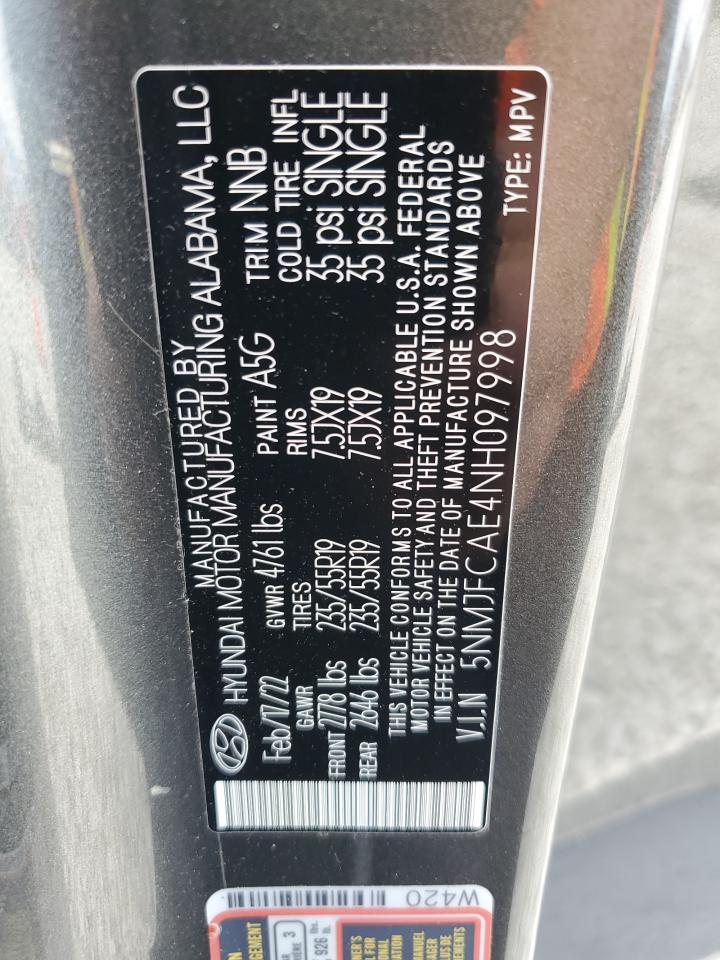 MANUFACTURED BY
HYUNDAI MOTOR MANUFACTURING ALABAMA, LLC
Feb/17/22 GVWR 4761 lbs PAINT A5G TRIM NNB
GAWR TIRES RIMS COLD TIRE INFL
FRONT 2778 lbs 235/55R19 7.5JX19 35 psi SINGLE
REAR 2646 lbs 235/55R19 7.5JX19 35 psi SINGLE
THIS VEHICLE CONFORMS TO ALL APPLICABLE U.S.A. FEDERAL
MOTOR VEHICLE SAFETY AND THEFT PREVENTION STANDARDS
IN EFFECT ON THE DATE OF MANUFACTURE SHOWN ABOVE
V.I.N 5NMJFCAE4NH097998 TYPE: MPV
W420
3
926 lb.